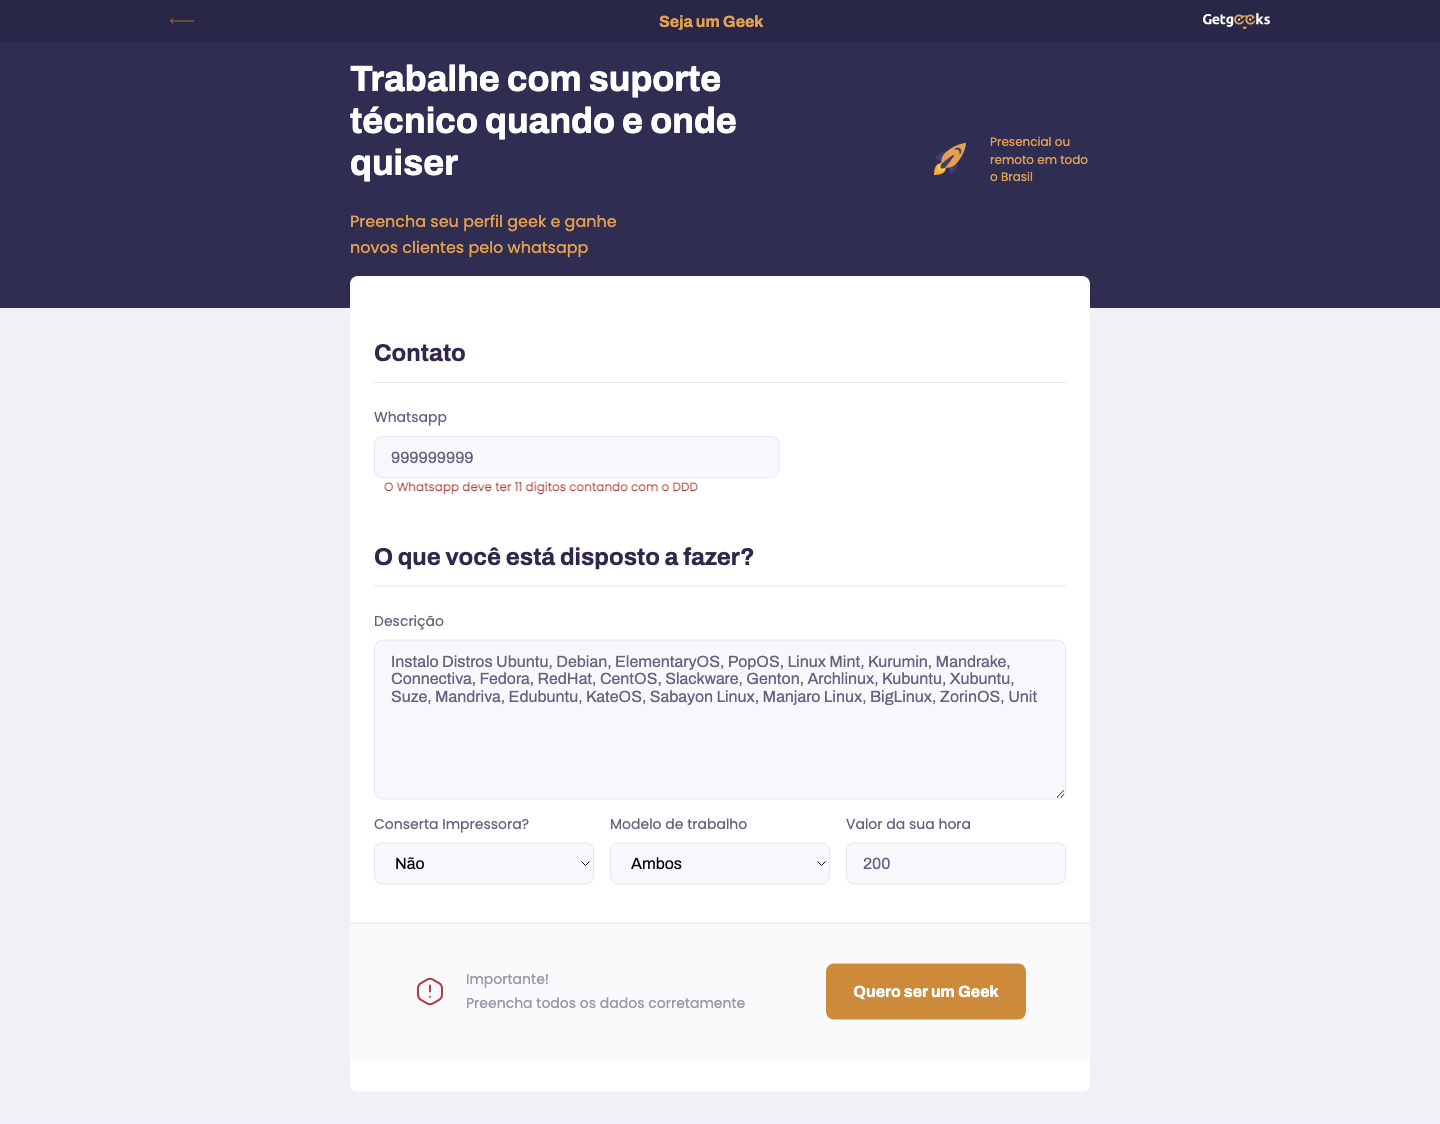 Seja um Geek
Getgeeks
Trabalhe com suporte
técnico quando e onde
quiser
Presencial ou
remoto em todo
o Brasil
Preencha seu perfil geek e ganhe
novos clientes pelo whatsapp
Contato
Whatsapp
999999999
O Whatsapp deve ter 11 digitos contando com o DDD
O que você está disposto a fazer?
Descrição
Instalo Distros Ubuntu, Debian, ElementaryOS, PopOS, Linux Mint, Kurumin, Mandrake,
Connectiva, Fedora, RedHat, CentOS, Slackware, Genton, Archlinux, Kubuntu, Xubuntu,
Suze, Mandriva, Edubuntu, KateOS, Sabayon Linux, Manjaro Linux, BigLinux, ZorinOS, Unit
Conserta Impressora?
Modelo de trabalho
Valor da sua hora
Não
Ambos
200
Importante!
Preencha todos os dados corretamente
Quero ser um Geek